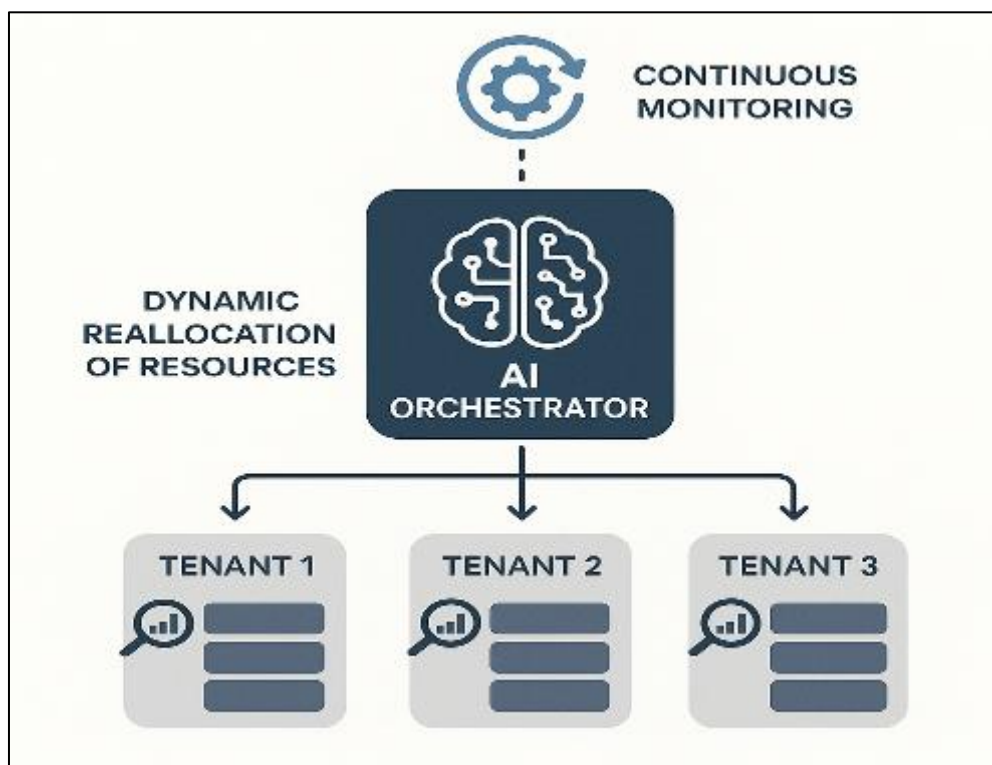 CONTINUOUS
MONITORING
DYNAMIC
REALLOCATION
OF RESOURCES
AI
ORCHESTRATOR
TENANT 1
TENANT 2
TENANT 3